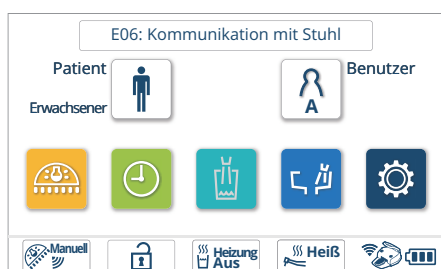 E06: Kommunikation mit Stuhl
Patient
Benutzer
Erwachsener
A
Manuell
Heizung
Aus
Heiß